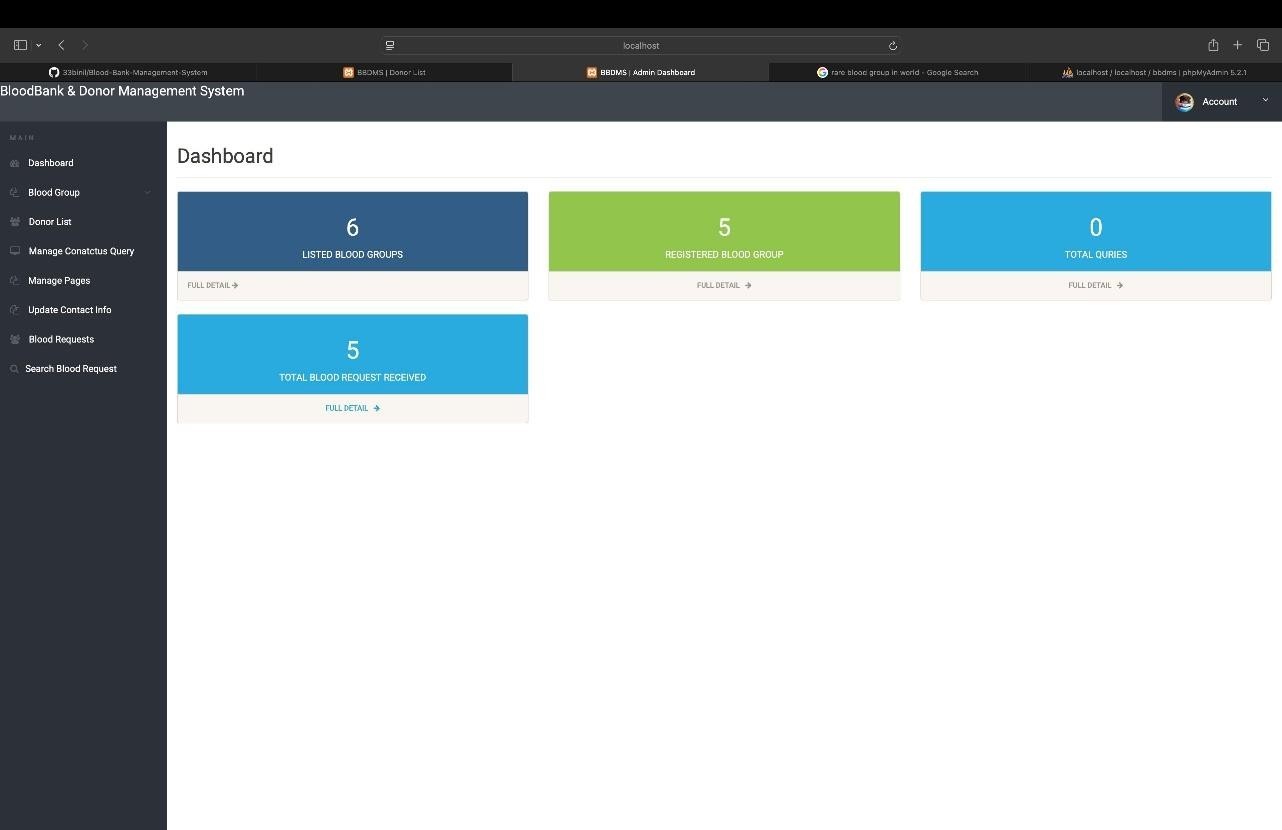 localhost
33binil/Blood-Bank-Management-System
BBDMS | Donor List
BBDMS | Admin Dashboard
rare blood group in world - Google Search
localhost / localhost / bbdms | phpMyAdmin 5.2.1
BloodBank & Donor Management System
Account
MAIN
Dashboard
Blood Group
Donor List
Manage Conatctus Query
Manage Pages
Update Contact Info
Blood Requests
Search Blood Request
Dashboard
6
LISTED BLOOD GROUPS
FULL DETAIL
5
REGISTERED BLOOD GROUP
FULL DETAIL
0
TOTAL QURIES
FULL DETAIL
5
TOTAL BLOOD REQUEST RECEIVED
FULL DETAIL